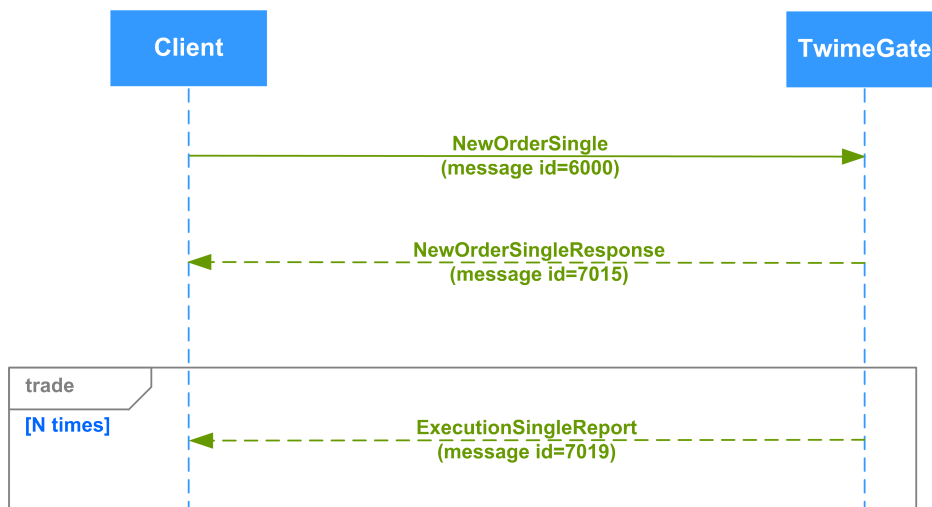 Client
TwimeGate
NewOrderSingle
(message id=6000)
NewOrderSingleResponse
(message id=7015)
trade
[N times]
ExecutionSingleReport
(message id=7019)